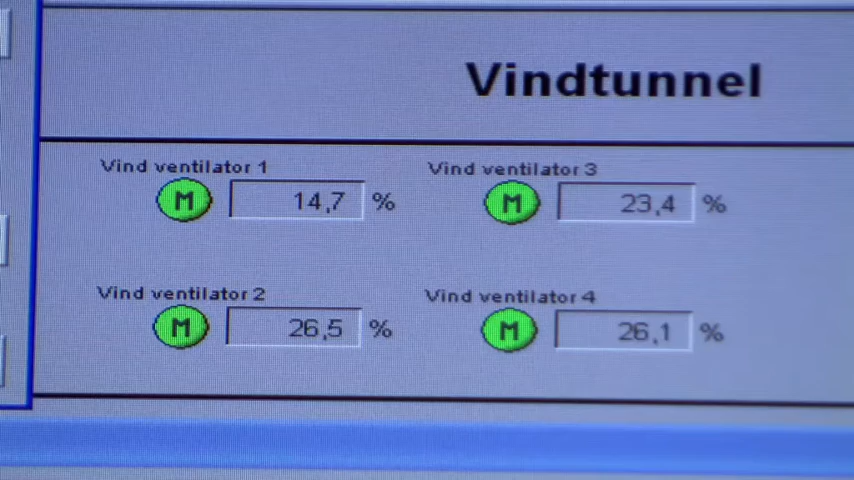 Vindtunnel
Vind ventilator 1
M 14,7 %
Vind ventilator 3
M 23,4 %
Vind ventilator 2
M 26,5 %
Vind ventilator 4
M 26,1 %